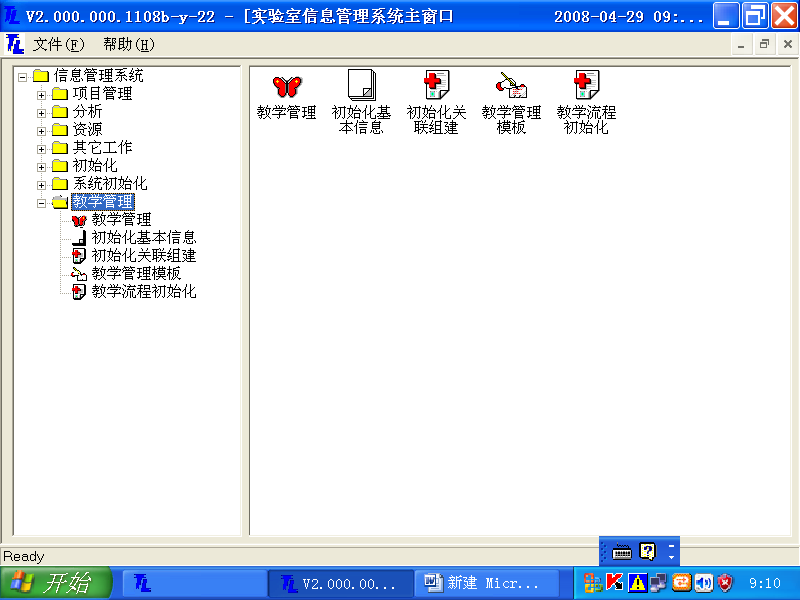 V2.000.000.1108b-y-22 - [实验室信息管理系统主窗口 2008-04-29 09:...
文件(F) 帮助(H)
信息管理系统
项目管理
分析
资源
其它工作
初始化
系统初始化
教学管理
教学管理
初始化基本信息
初始化关联组建
教学管理模板
教学流程初始化
教学管理
初始化基
本信息
初始化关
联组建
教学管理
模板
教学流程
初始化
Ready
开始
V2.000.00...
新建 Micr...
9:10